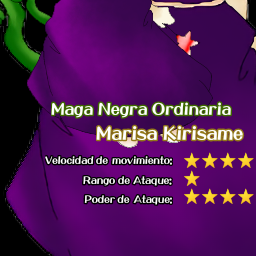 Maga Negra Ordinaria
Marisa Kirisame
Velocidad de movimiento: ★★★★
Rango de Ataque: ★
Poder de Ataque: ★★★★